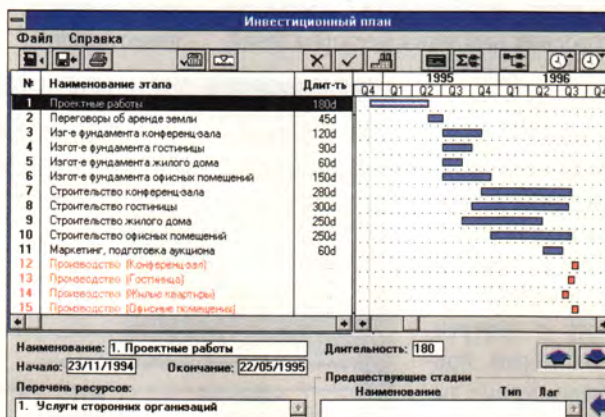 Инвестиционный план
Файл Справка
1995 1996
№ Наименование этапа Длит-ть Q4 Q1 Q2 Q3 Q4 Q1 Q2 Q3 Q4
1 Проектные работы 180d
2 Переговоры об аренде земли 45d
3 Изг-е фундамента конференц-зала 120d
4 Изгот-е фундамента гостиницы 90d
5 Изгот-е фундамента жилого дома 60d
6 Изгот-е фундамента офисных помещений 150d
7 Строительство конференц-зала 280d
8 Строительство гостиницы 300d
9 Строительство жилого дома 250d
10 Строительство офисных помещений 250d
11 Маркетинг, подготовка аукциона 60d
12 Производство [Конференц-зал]
13 Производство [Гостиница]
14 Производство [Жилые квартиры]
15 Производство [Офисные помещения]
Наименование: 1. Проектные работы Длительность: 180
Начало: 23/11/1994 Окончание: 22/05/1995
Предшествующие стадии
Перечень ресурсов: Наименование Тип Лаг
1. Услуги сторонних организаций